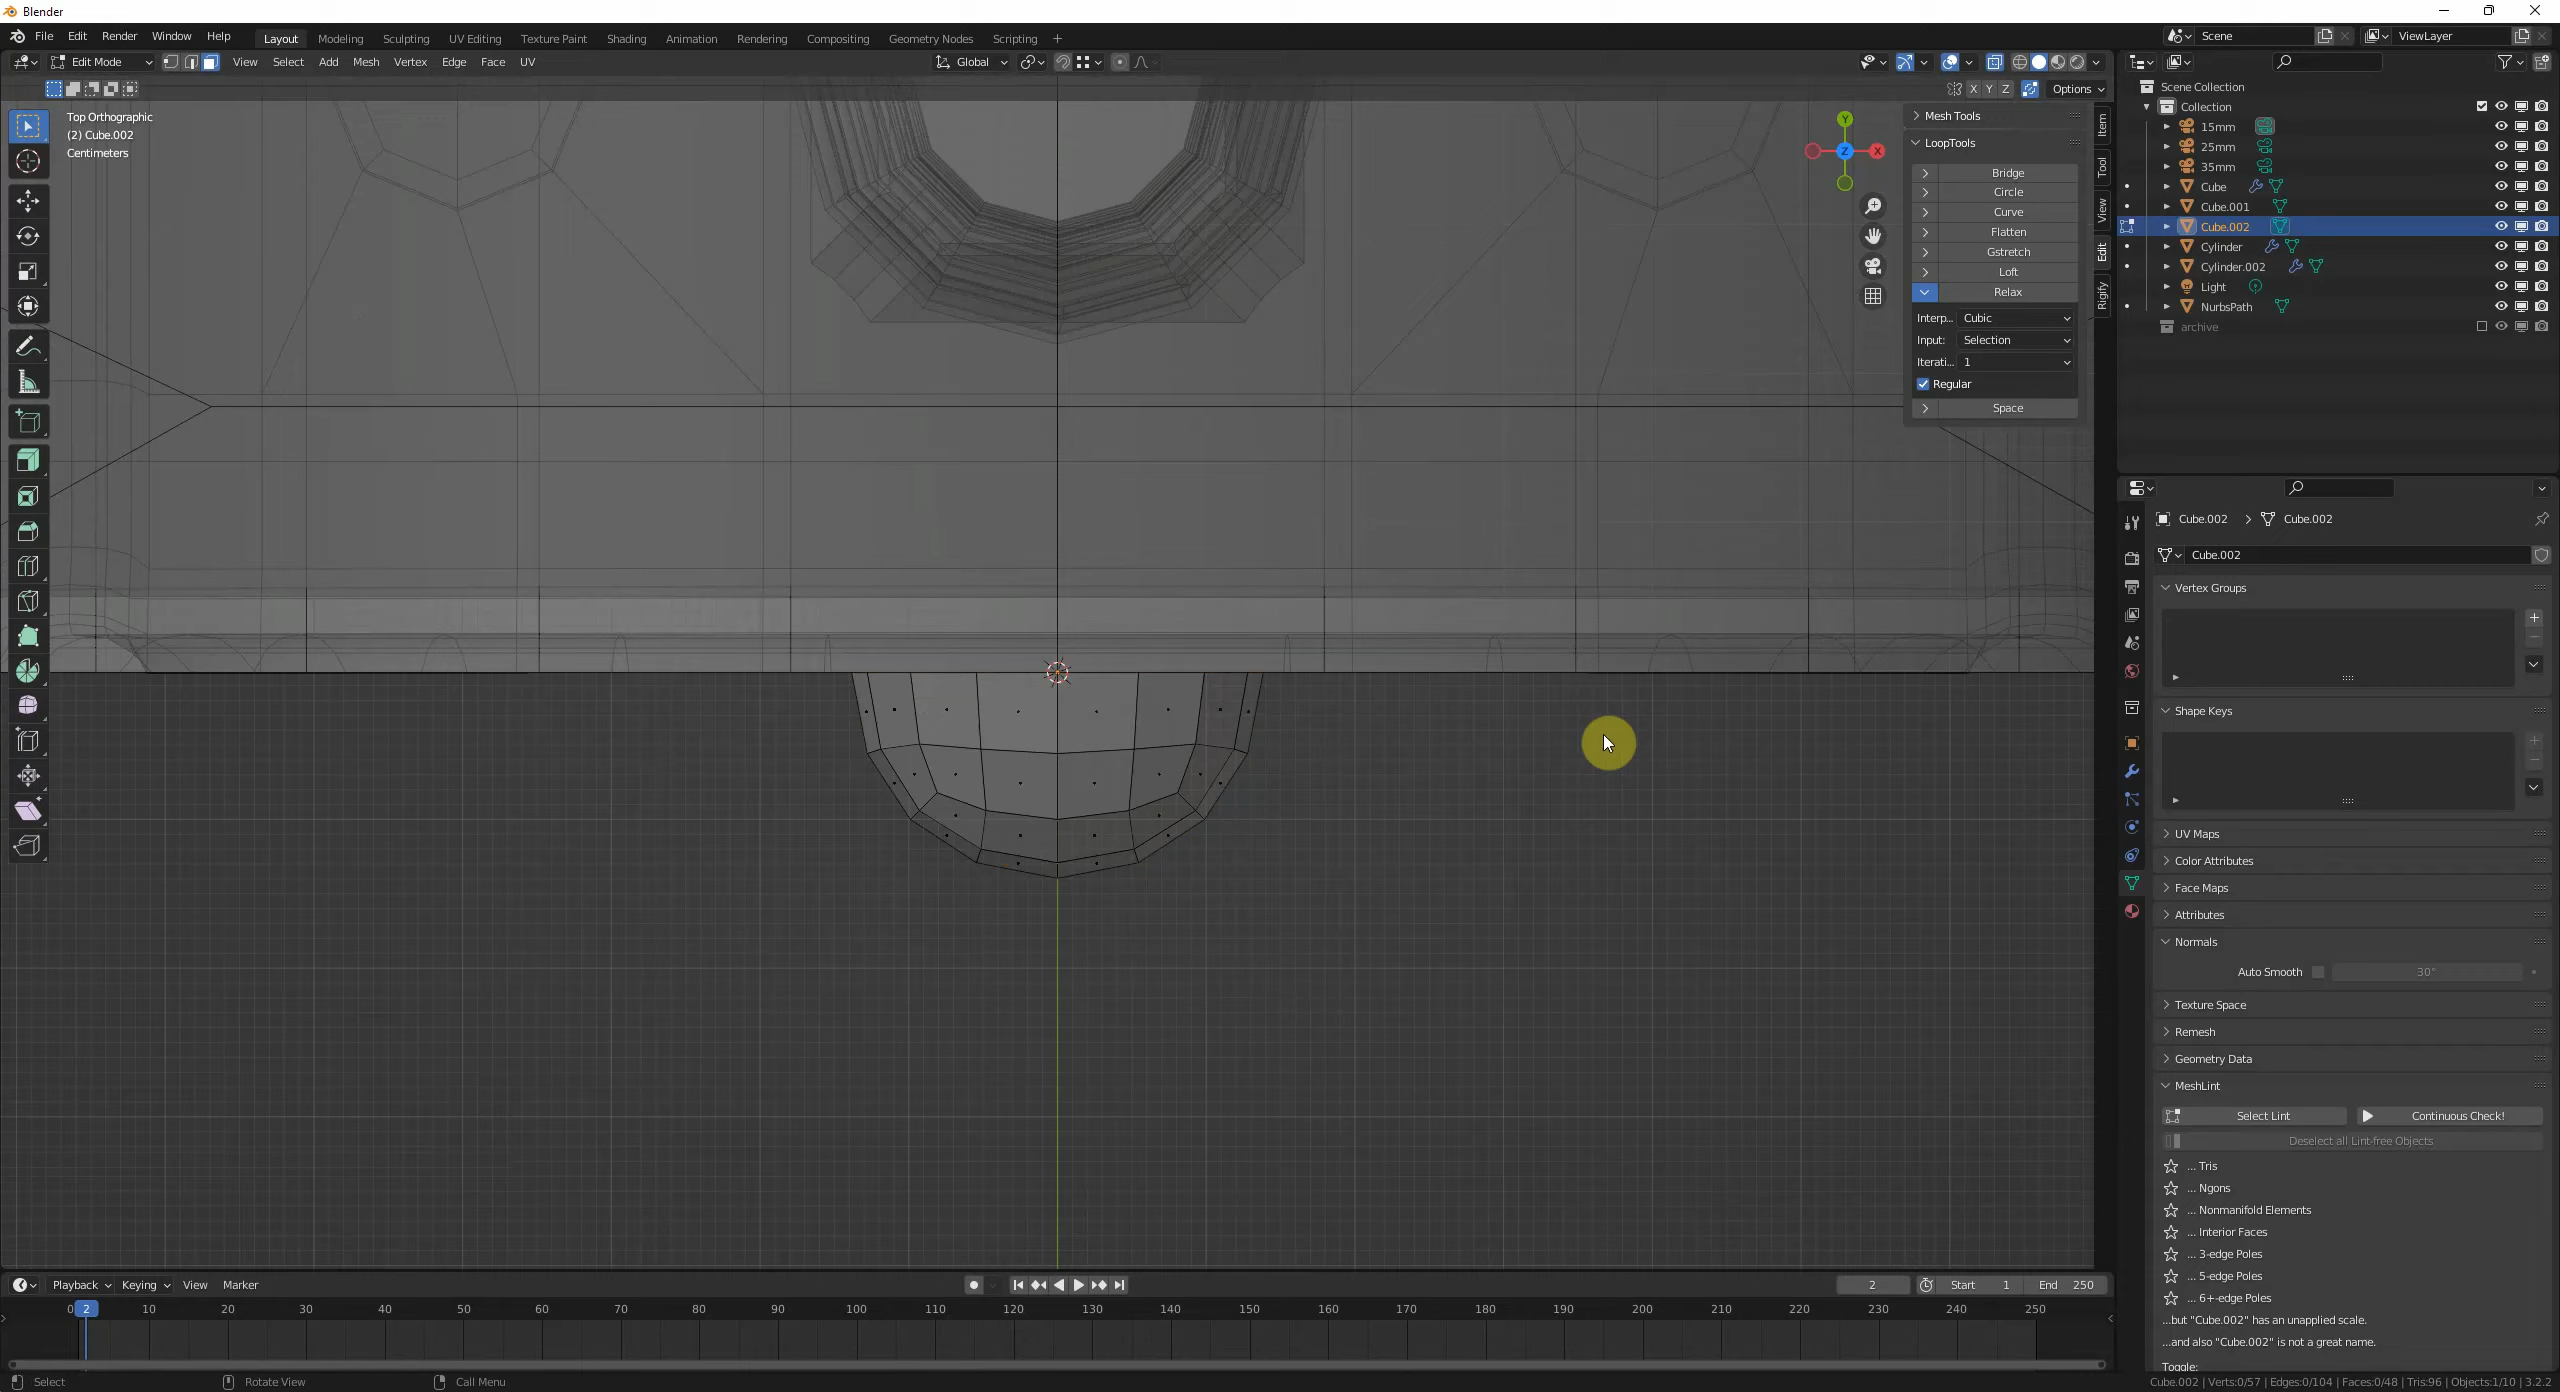 Blender
File Edit Render Window Help Layout Modeling Sculpting UV Editing Texture Paint Shading Animation Rendering Compositing Geometry Nodes Scripting +
Scene
ViewLayer
Edit Mode View Select Add Mesh Vertex Edge Face UV
Global
X Y Z Options
Top Orthographic
(2) Cube.002
Centimeters
Y
Z
X
Mesh Tools
LoopTools
Bridge
Circle
Curve
Flatten
Gstretch
Loft
Relax
Interp... Cubic
Input: Selection
Iterati... 1
Regular
Space
Item
Tool
View
Edit
Rigify
Scene Collection
Collection
15mm
25mm
35mm
Cube
Cube.001
Cube.002
Cylinder
Cylinder.002
Light
NurbsPath
archive
Cube.002 > Cube.002
Cube.002
Vertex Groups
Shape Keys
UV Maps
Color Attributes
Face Maps
Attributes
Normals
Auto Smooth 30°
Texture Space
Remesh
Geometry Data
MeshLint
Select Lint Continuous Check!
Deselect all Lint-free Objects
... Tris
... Ngons
... Nonmanifold Elements
... Interior Faces
... 3-edge Poles
... 5-edge Poles
... 6+-edge Poles
...but "Cube.002" has an unapplied scale.
...and also "Cube.002" is not a great name.
Toggle:
Playback Keying View Marker
2 Start 1 End 250
0 2 10 20 30 40 50 60 70 80 90 100 110 120 130 140 150 160 170 180 190 200 210 220 230 240 250
Select Rotate View Call Menu
Cube.002 | Verts:0/57 | Edges:0/104 | Faces:0/48 | Tris:96 | Objects:1/10 | 3.2.2